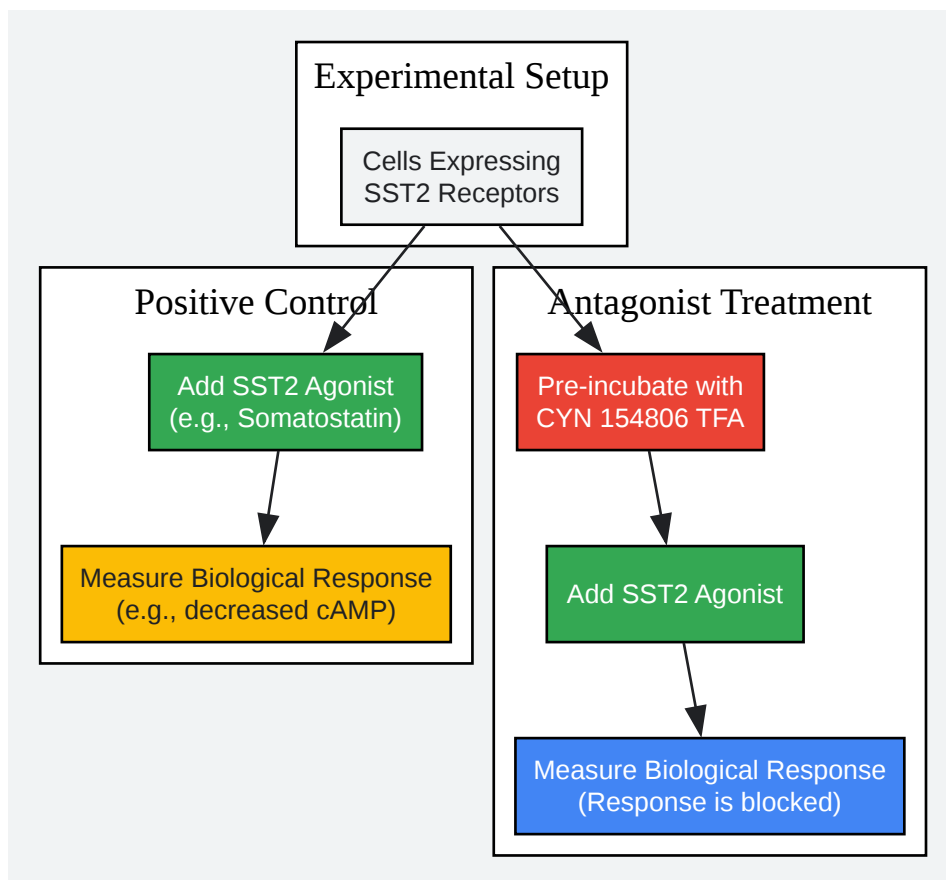 Experimental Setup
Cells Expressing
SST2 Receptors
Positive Control
Add SST2 Agonist
(e.g., Somatostatin)
Measure Biological Response
(e.g., decreased cAMP)
Antagonist Treatment
Pre-incubate with
CYN 154806 TFA
Add SST2 Agonist
Measure Biological Response
(Response is blocked)